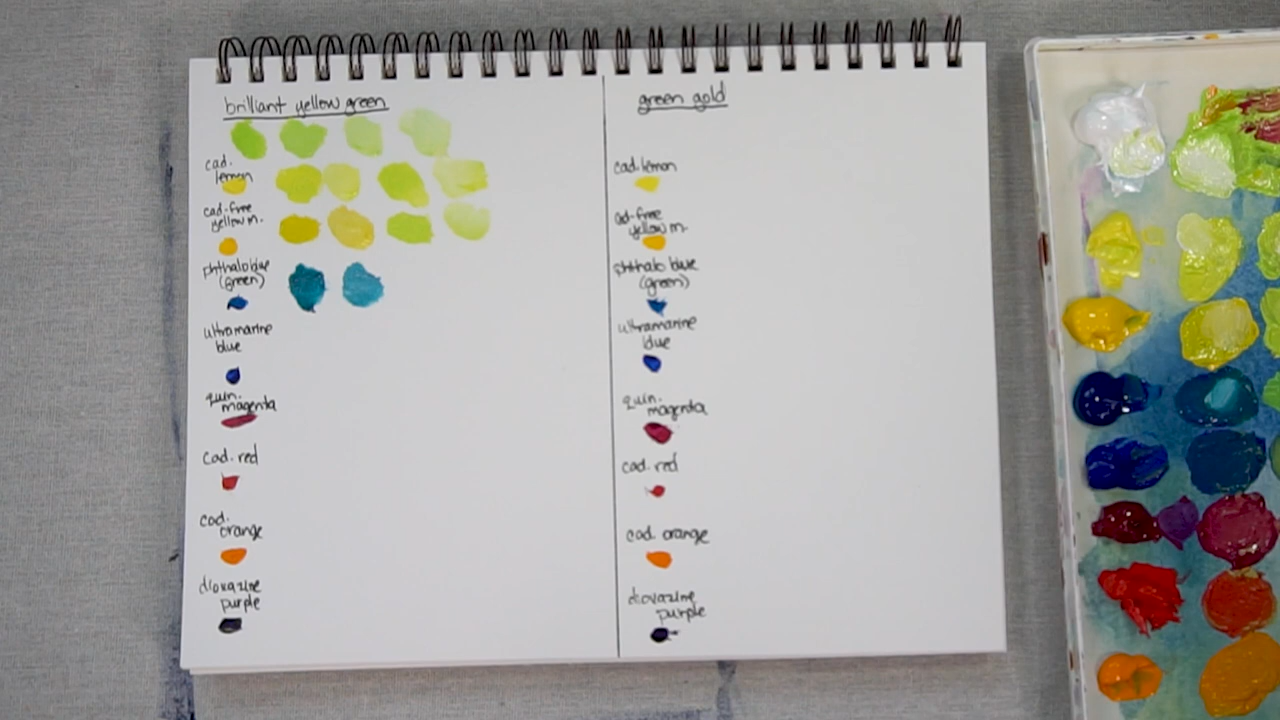 brilliant yellow green
cad.
lemon
cad-free
yellow m.
phthalo blue
(green)
ultramarine
blue
quin.
magenta
cad. red
cad.
orange
dioxazine
purple
green gold
cad. lemon
cad-free
yellow m.
phthalo blue
(green)
ultramarine
blue
quin.
magenta
cad. red
cad. orange
dioxazine
purple